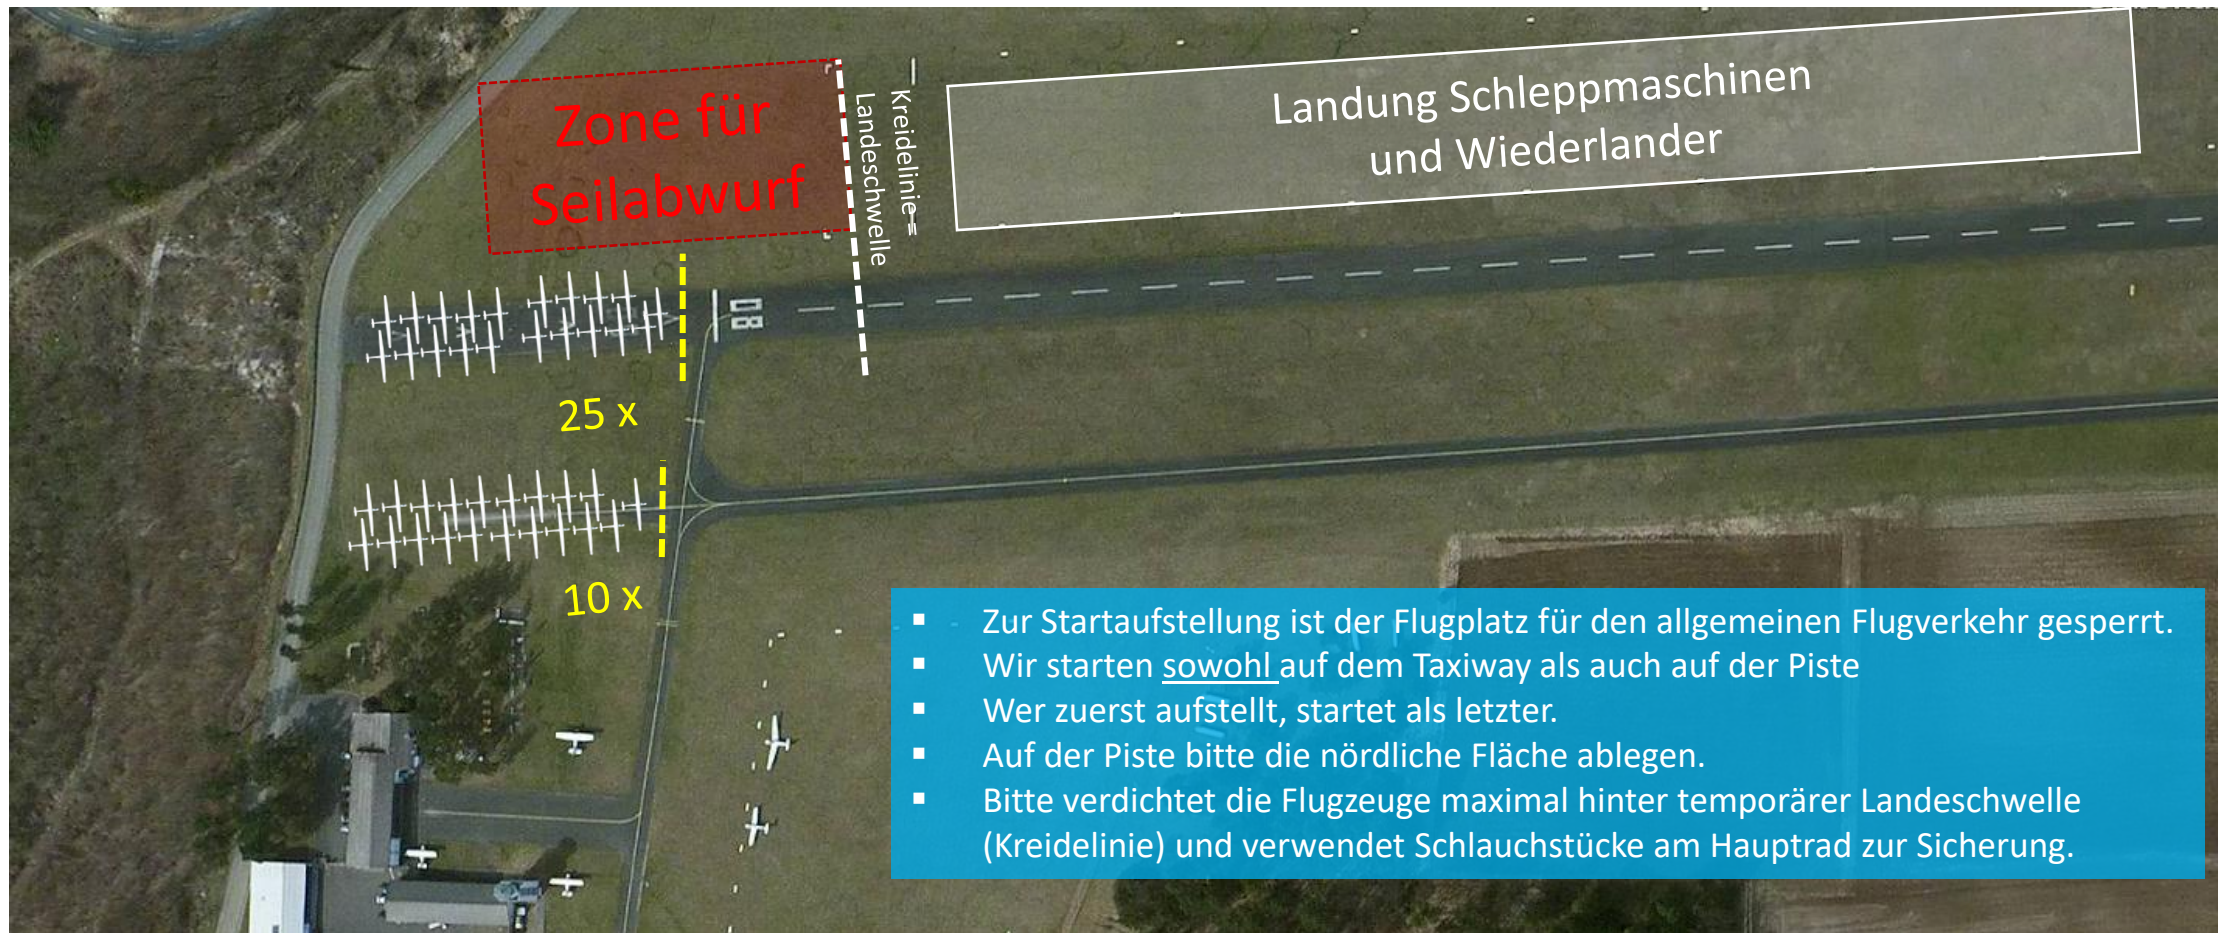 Zone für
Seilabwurf
Kreidelinie =
Landeschwelle
Landung Schleppmaschinen
und Wiederlander
08
25 x
10 x
▪ Zur Startaufstellung ist der Flugplatz für den allgemeinen Flugverkehr gesperrt.
▪ Wir starten sowohl auf dem Taxiway als auch auf der Piste
▪ Wer zuerst aufstellt, startet als letzter.
▪ Auf der Piste bitte die nördliche Fläche ablegen.
▪ Bitte verdichtet die Flugzeuge maximal hinter temporärer Landeschwelle
(Kreidelinie) und verwendet Schlauchstücke am Hauptrad zur Sicherung.